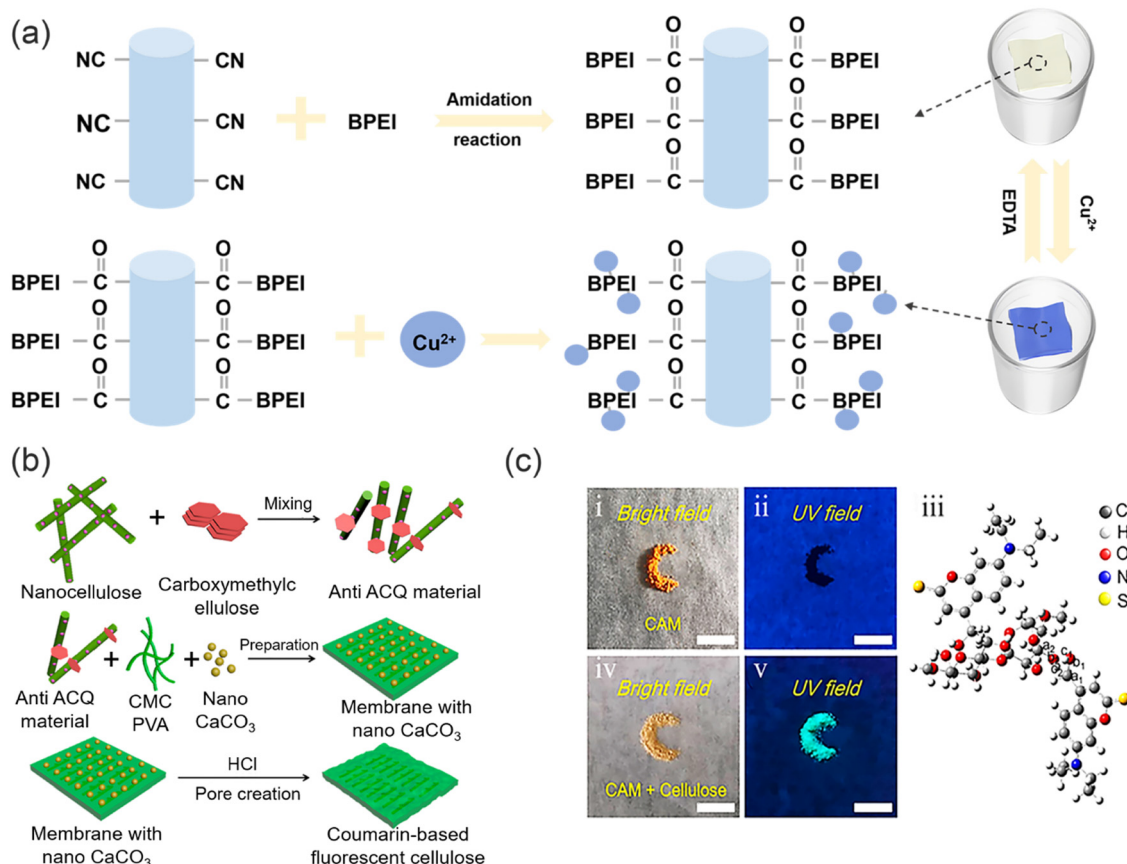 (a)
NC
CN
NC
CN
NC
CN
BPEI
Amidation
reaction
O
O
BPEI
C
C
BPEI
O
O
BPEI
C
C
BPEI
O
O
BPEI
C
C
BPEI
EDTA
Cu²⁺
O
O
BPEI
C
C
BPEI
O
O
BPEI
C
C
BPEI
O
O
BPEI
C
C
BPEI
Cu²⁺
O
O
BPEI
C
C
BPEI
O
O
BPEI
C
C
BPEI
O
O
BPEI
C
C
BPEI
(b)
Nanocellulose
+
Carboxymethylc
ellulose
Mixing
Anti ACQ material
Anti ACQ
material
+
CMC
PVA
+
Nano
CaCO₃
Preparation
Membrane with
nano CaCO₃
Membrane with
nano CaCO₃
HCl
Pore creation
Coumarin-based
fluorescent cellulose
(c)
i
Bright field
CAM
ii
UV field
iii
C
H
O
N
S
iv
Bright field
CAM + Cellulose
v
UV field